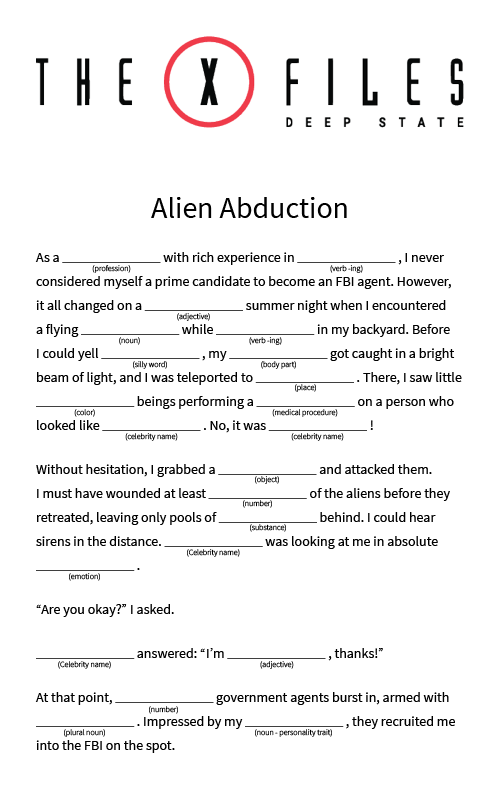 THE X FILES
DEEP STATE
Alien Abduction
As a ______________ with rich experience in ______________ , I never
(profession) (verb -ing)
considered myself a prime candidate to become an FBI agent. However,
it all changed on a ______________ summer night when I encountered
(adjective)
a flying ______________ while ______________ in my backyard. Before
(noun) (verb -ing)
I could yell ______________ , my ______________ got caught in a bright
(silly word) (body part)
beam of light, and I was teleported to ______________ . There, I saw little
(place)
______________ beings performing a ______________ on a person who
(color) (medical procedure)
looked like ______________ . No, it was ______________ !
(celebrity name) (celebrity name)
Without hesitation, I grabbed a ______________ and attacked them.
(object)
I must have wounded at least ______________ of the aliens before they
(number)
retreated, leaving only pools of ______________ behind. I could hear
(substance)
sirens in the distance. ______________ was looking at me in absolute
(Celebrity name)
______________ .
(emotion)
“Are you okay?” I asked.
______________ answered: “I’m ______________ , thanks!”
(Celebrity name) (adjective)
At that point, ______________ government agents burst in, armed with
(number)
______________ . Impressed by my ______________ , they recruited me
(plural noun) (noun - personality trait)
into the FBI on the spot.